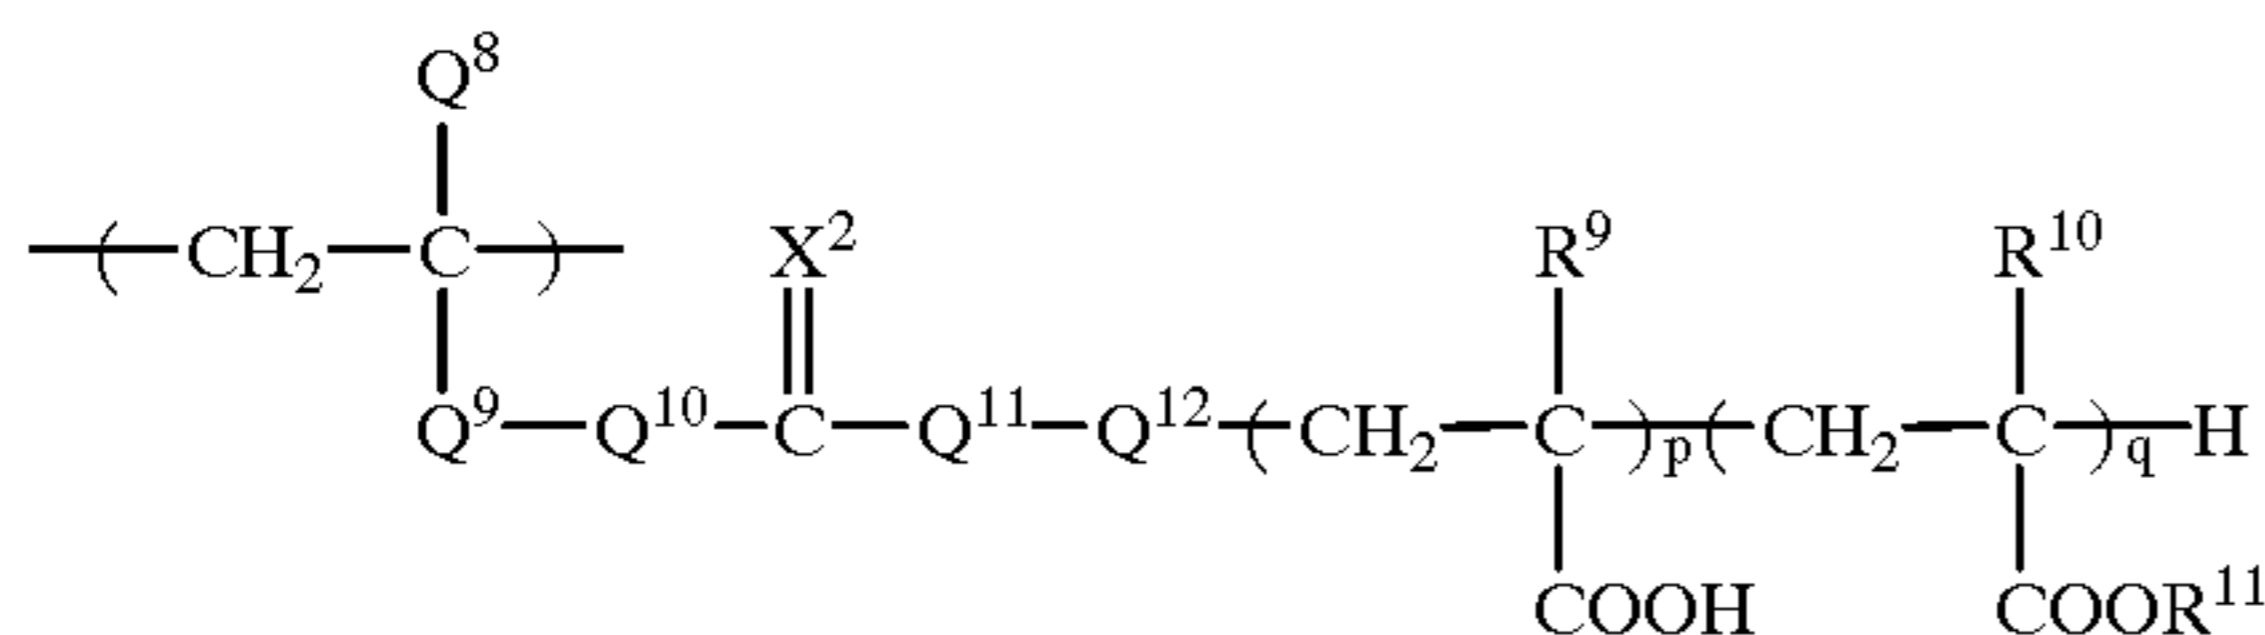 Q⁸
—(—CH₂—C—)— X² R⁹ R¹⁰
Q⁹—Q¹⁰—C—Q¹¹—Q¹²—(—CH₂—C—)ₚ(—CH₂—C—)q—H
COOH COOR¹¹